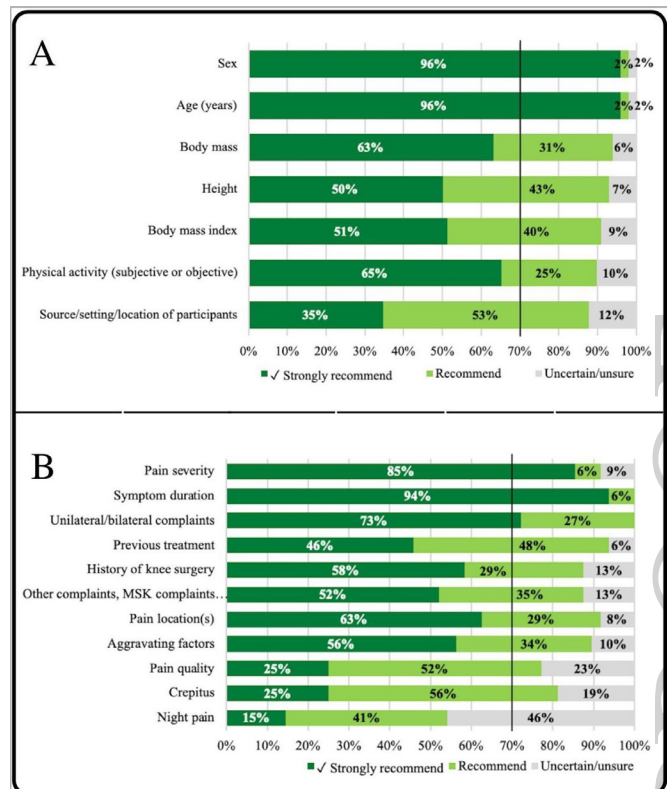 A
Sex 96% 2% 2%
Age (years) 96% 2% 2%
Body mass 63% 31% 6%
Height 50% 43% 7%
Body mass index 51% 40% 9%
Physical activity (subjective or objective) 65% 25% 10%
Source/setting/location of participants 35% 53% 12%
0% 10% 20% 30% 40% 50% 60% 70% 80% 90% 100%
✓ Strongly recommend Recommend Uncertain/unsure
B
Pain severity 85% 6% 9%
Symptom duration 94% 6%
Unilateral/bilateral complaints 73% 27%
Previous treatment 46% 48% 6%
History of knee surgery 58% 29% 13%
Other complaints, MSK complaints… 52% 35% 13%
Pain location(s) 63% 29% 8%
Aggravating factors 56% 34% 10%
Pain quality 25% 52% 23%
Crepitus 25% 56% 19%
Night pain 15% 41% 46%
0% 10% 20% 30% 40% 50% 60% 70% 80% 90% 100%
✓ Strongly recommend Recommend Uncertain/unsure